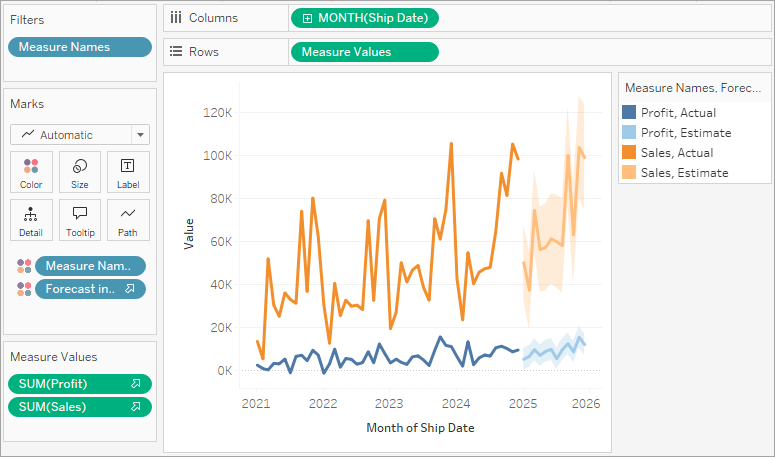 Filters
Measure Names
Marks
Automatic
Color
Size
Label
Detail
Tooltip
Path
Measure Nam..
Forecast in..
Measure Values
SUM(Profit)
SUM(Sales)
Columns
MONTH(Ship Date)
Rows
Measure Values
120K
100K
80K
60K
40K
20K
0K
Value
2021
2022
2023
2024
2025
2026
Month of Ship Date
Measure Names, Forec...
Profit, Actual
Profit, Estimate
Sales, Actual
Sales, Estimate